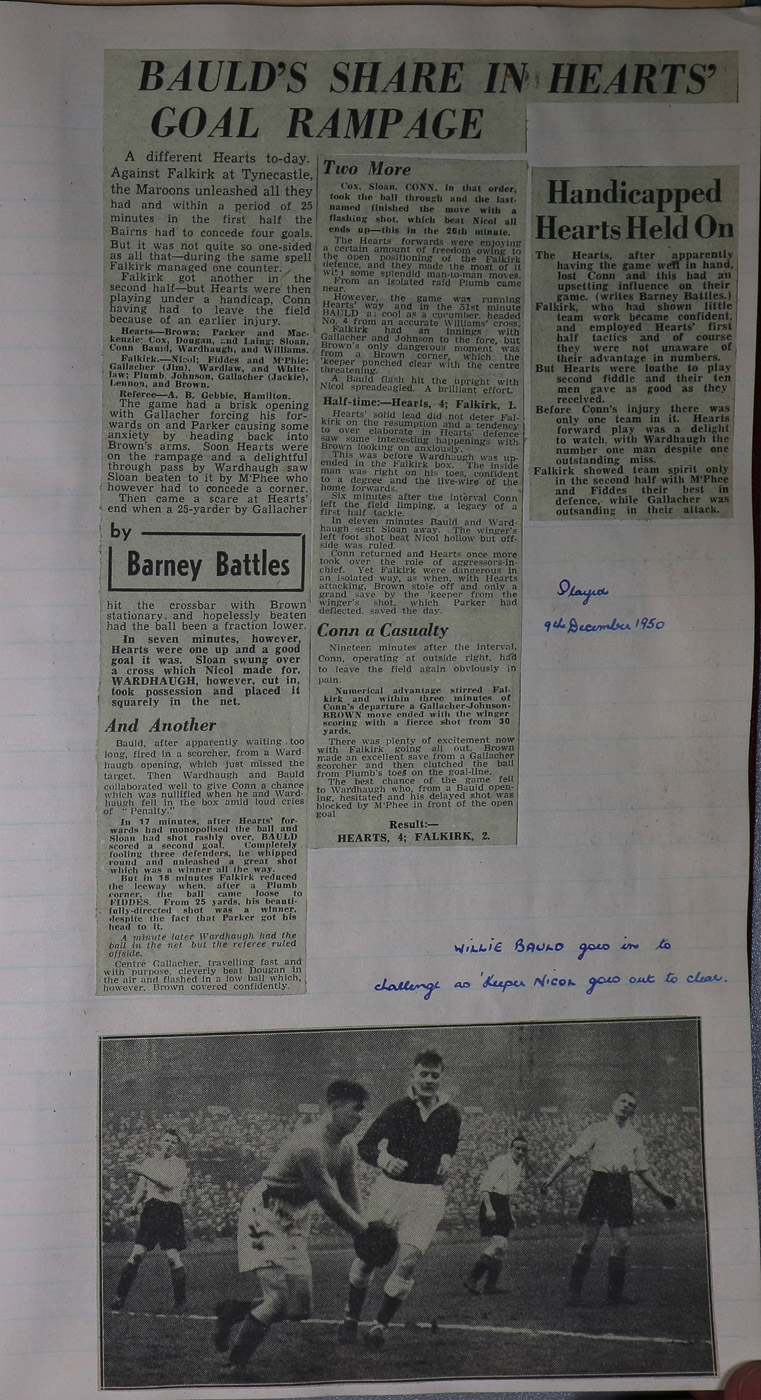 BAULD'S SHARE IN HEARTS'
GOAL RAMPAGE
A different Hearts to-day.
Against Falkirk at Tynecastle,
the Maroons unleashed all they
had and within a period of 25
minutes in the first half the
Bairns had to concede four goals.
But it was not quite so one-sided
as all that—during the same spell
Falkirk managed one counter.
Falkirk got another in the
second half—but Hearts were then
playing under a handicap, Conn
having had to leave the field
because of an earlier injury.
Hearts—Brown; Parker and Mac-
kenzie; Cox, Dougan, and Laing; Sloan,
Conn Bauld, Wardhaugh, and Williams.
Falkirk.—Nicol; Fiddes and M'Phie;
Gallacher (Jim), Wardlaw, and White-
law; Plumb, Johnson, Gallacher (Jackie),
Lennon, and Brown.
Referee—A. B. Gebbie, Hamilton.
The game had a brisk opening
with Gallacher forcing his for-
wards on and Parker causing some
anxiety by heading back into
Brown's arms. Soon Hearts were
on the rampage and a delightful
through pass by Wardhaugh saw
Sloan beaten to it by M'Phee who
however had to concede a corner.
Then came a scare at Hearts'
end when a 25-yarder by Gallacher
by
Barney Battles
hit the crossbar with Brown
stationary, and hopelessly beaten
had the ball been a fraction lower.
In seven minutes, however,
Hearts were one up and a good
goal it was. Sloan swung over
a cross which Nicol made for.
WARDHAUGH, however, cut in,
took possession and placed it
squarely in the net.
And Another
Bauld, after apparently waiting too
long, fired in a scorcher, from a Ward-
haugh opening, which just missed the
target. Then Wardhaugh and Bauld
collaborated well to give Conn a chance
which was nullified when he and Ward-
haugh fell in the box amid loud cries
of "Penalty."
In 17 minutes, after Hearts' for-
wards had monopolised the ball and
Sloan had shot rashly over, BAULD
scored a second goal. Completely
fooling three defenders, he whipped
round and unleashed a great shot
which was a winner all the way.
But in 18 minutes Falkirk reduced
the leeway when, after a Plumb
corner, the ball came loose to
FIDDES. From 25 yards, his beauti-
fully-directed shot was a winner,
despite the fact that Parker got his
head to it.
A minute later Wardhaugh had the
ball in the net but the referee ruled
offside.
Centre Gallacher, travelling fast and
with purpose, cleverly beat Dougan in
the air and flashed in a low ball which,
however, Brown covered confidently.
Two More
Cox, Sloan, CONN, in that order,
took the ball through and the last-
named finished the move with a
flashing shot, which beat Nicol all
ends up—this in the 26th minute.
The Hearts forwards were enjoying
a certain amount of freedom owing to
the open positioning of the Falkirk
defence, and they made the most of it
with some splendid man-to-man moves.
From an isolated raid Plumb came
near.
However, the game was running
Hearts' way and in the 31st minute
BAULD as cool as a cucumber, headed
No. 4 from an accurate Williams' cross.
Falkirk had an innings with
Gallacher and Johnson to the fore, but
Brown's only dangerous moment was
from a Brown corner, which the
'keeper punched clear with the centre
threatening.
A Bauld flash hit the upright with
Nicol spreadeagled. A brilliant effort.
Half-time:—Hearts, 4; Falkirk, 1.
Hearts' solid lead did not deter Fal-
kirk on the resumption and a tendency
to over elaborate in Hearts' defence
saw some interesting happenings with
Brown looking on anxiously.
This was before Wardhaugh was up-
ended in the Falkirk box. The inside
man was right on his toes, confident
to a degree and the live-wire of the
home forwards.
Six minutes after the interval Conn
left the field limping, a legacy of a
first half tackle.
In eleven minutes Bauld and Ward-
haugh sent Sloan away. The winger's
left foot shot beat Nicol hollow but off-
side was ruled.
Conn returned and Hearts once more
took over the role of aggressors-in-
chief. Yet Falkirk were dangerous in
an isolated way, as when, with Hearts
attacking, Brown stole off and only a
grand save by the 'keeper from the
winger's shot, which Parker had
deflected, saved the day.
Conn a Casualty
Nineteen minutes after the interval,
Conn, operating at outside right, had
to leave the field again obviously in
pain.
Numerical advantage stirred Fal-
kirk and within three minutes of
Conn's departure a Gallacher-Johnson-
BROWN move ended with the winger
scoring with a fierce shot from 30
yards.
There was plenty of excitement now
with Falkirk going all out. Brown
made an excellent save from a Gallacher
scorcher and then clutched the ball
from Plumb's toes on the goal-line.
The best chance of the game fell
to Wardhaugh who, from a Bauld open-
ing, hesitated and his delayed shot was
blocked by M'Phee in front of the open
goal
Result:—
HEARTS, 4; FALKIRK, 2.
Handicapped
Hearts Held On
The Hearts, after apparently
having the game well in hand,
lost Conn and this had an
upsetting influence on their
game. (writes Barney Battles.)
Falkirk, who had shown little
team work became confident,
and employed Hearts' first
half tactics and of course
they were not unaware of
their advantage in numbers.
But Hearts were loathe to play
second fiddle and their ten
men gave as good as they
received.
Before Conn's injury there was
only one team in it. Hearts
forward play was a delight
to watch, with Wardhaugh the
number one man despite one
outstanding miss.
Falkirk showed team spirit only
in the second half with M'Phee
and Fiddes their best in
defence, while Gallacher was
outsanding in their attack.
Played
9th December 1950
WILLIE BAULD goes in to
challenge as 'Keeper NICOL goes out to clear.